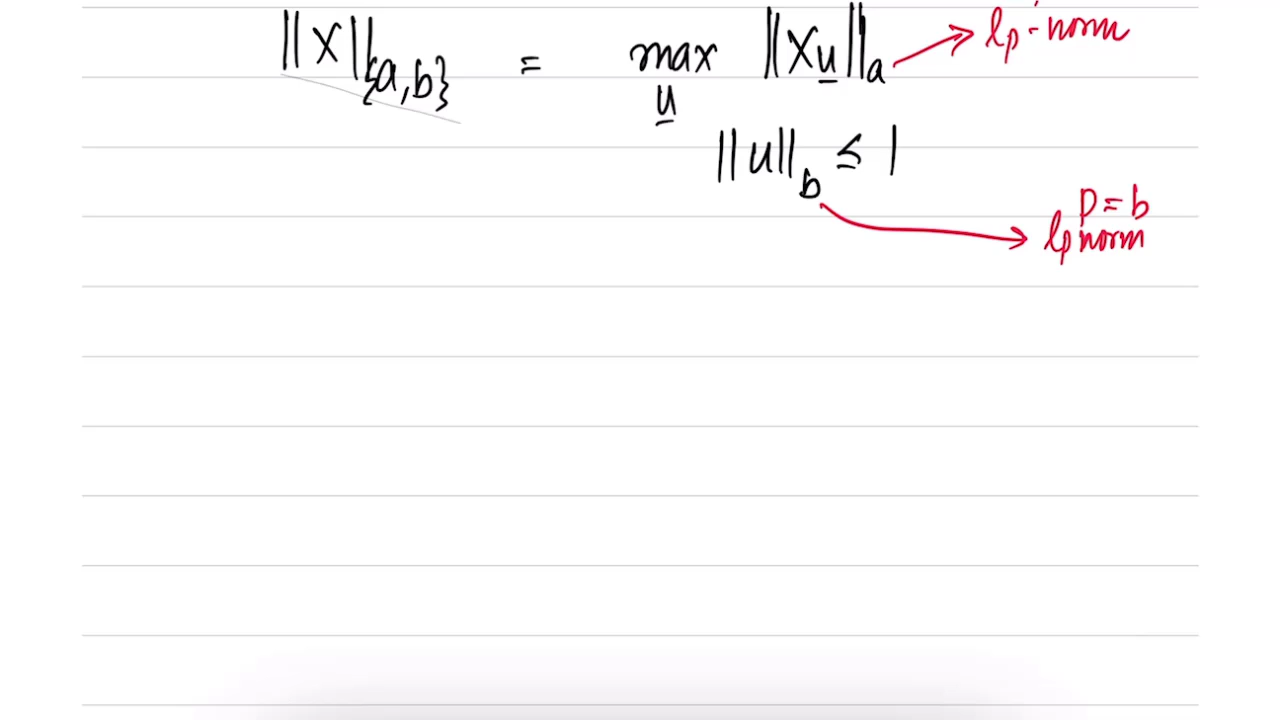 ||X||{a,b} = max ||Xu||a → lp-norm
u
||u||b ≤ 1
p=b
lp norm